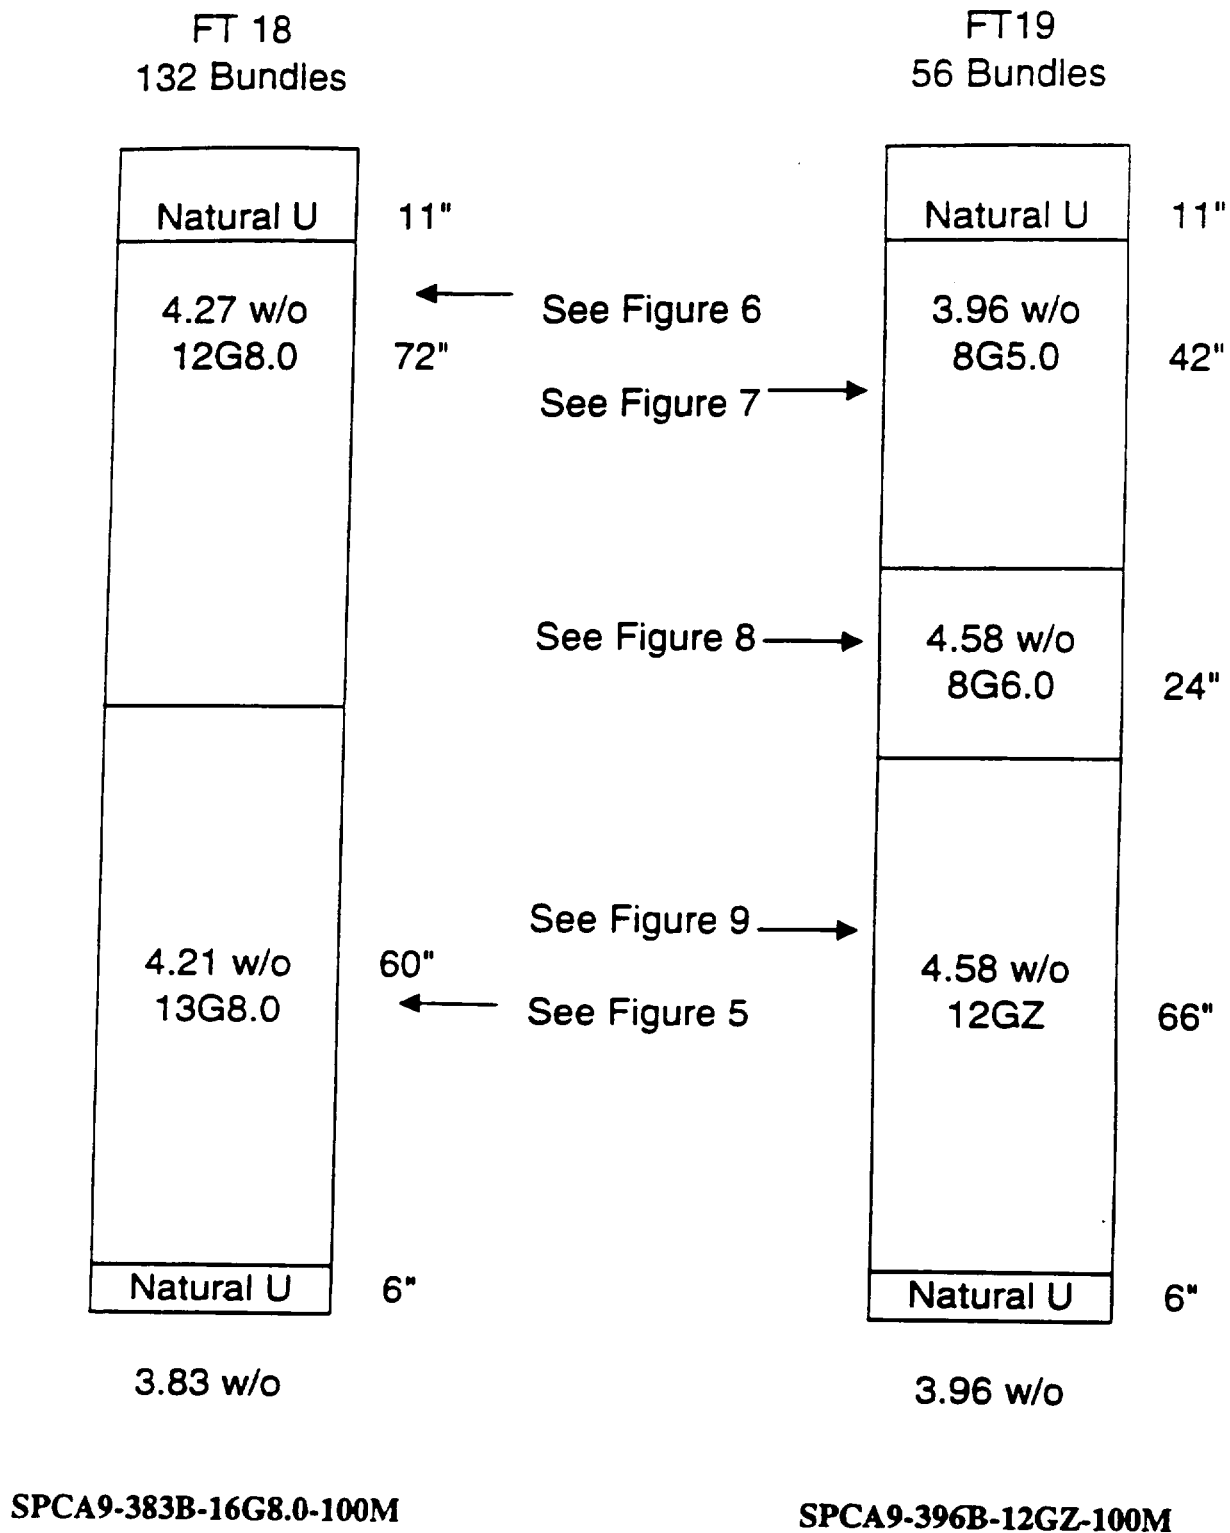 FT 18
132 Bundles
Natural U
11"
4.27 w/o
12G8.0
72"
4.21 w/o
13G8.0
60"
Natural U
6"
3.83 w/o
SPCA9-383B-16G8.0-100M
See Figure 6
See Figure 7
See Figure 8
See Figure 9
See Figure 5
FT19
56 Bundles
Natural U
11"
3.96 w/o
8G5.0
42"
4.58 w/o
8G6.0
24"
4.58 w/o
12GZ
66"
Natural U
6"
3.96 w/o
SPCA9-396B-12GZ-100M